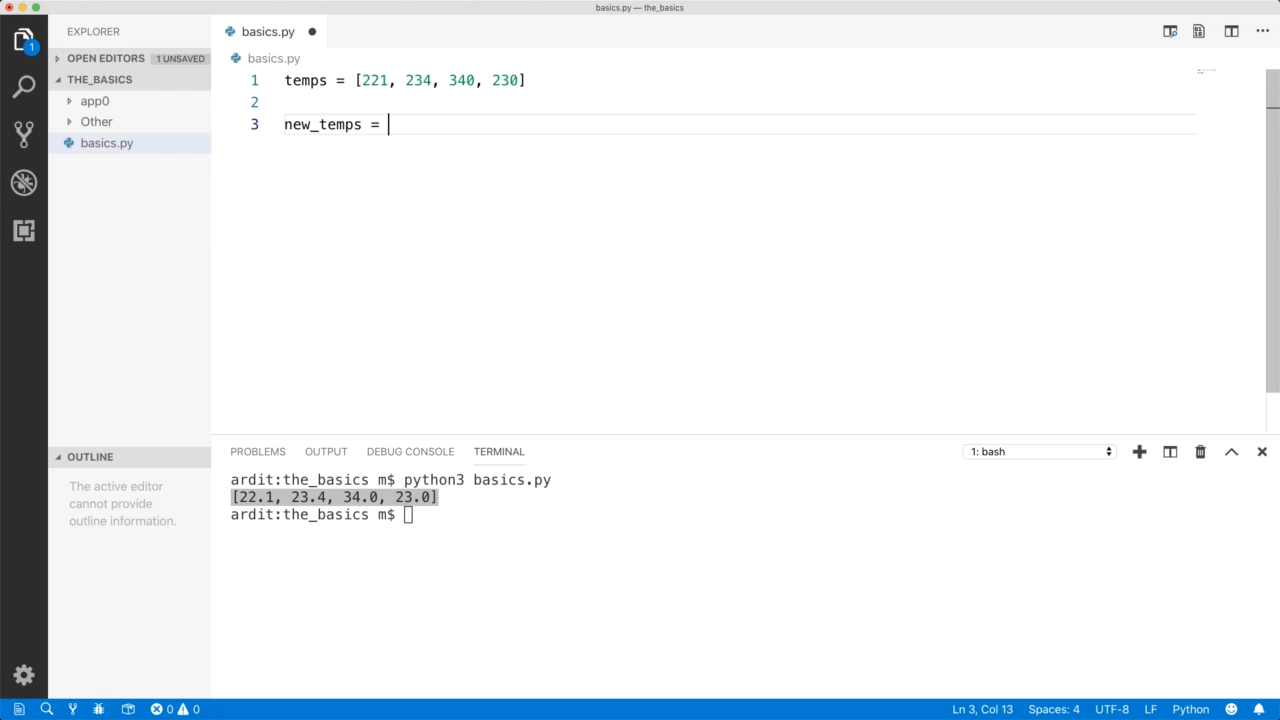 basics.py — the_basics
EXPLORER
OPEN EDITORS 1 UNSAVED
THE_BASICS
app0
Other
basics.py
OUTLINE
The active editor
cannot provide
outline information.
1
basics.py
basics.py
1 temps = [221, 234, 340, 230]
2
3 new_temps =
PROBLEMS OUTPUT DEBUG CONSOLE TERMINAL 1: bash
ardit:the_basics m$ python3 basics.py
[22.1, 23.4, 34.0, 23.0]
ardit:the_basics m$
0 0 Ln 3, Col 13 Spaces: 4 UTF-8 LF Python